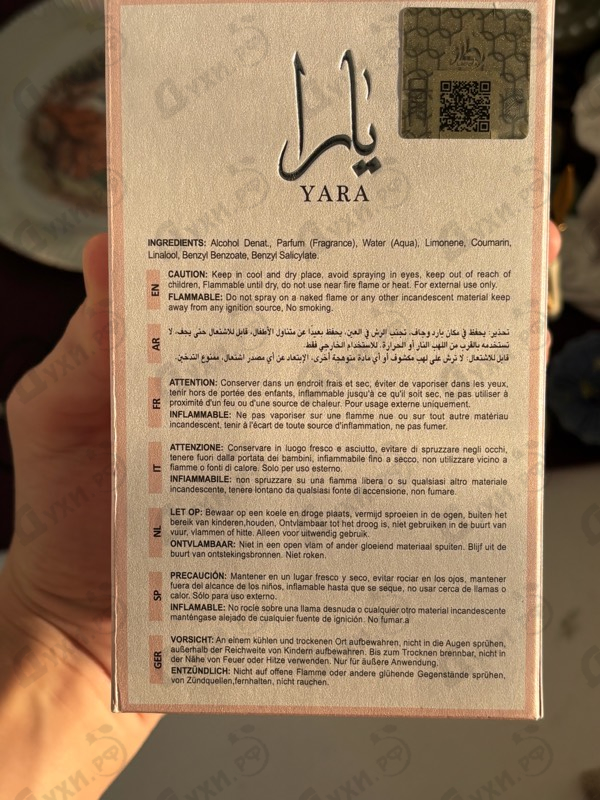 يارا
YARA
INGREDIENTS: Alcohol Denat., Parfum (Fragrance), Water (Aqua), Limonene, Coumarin,
Linalool, Benzyl Benzoate, Benzyl Salicylate.
EN
CAUTION: Keep in cool and dry place, avoid spraying in eyes, keep out of reach of
children, Flammable until dry, do not use near fire flame or heat. For external use only.
FLAMMABLE: Do not spray on a naked flame or any other incandescent material keep
away from any ignition source, No smoking.
AR
تحذير: يحفظ في مكان بارد وجاف، تجنب الرش في العين، يحفظ بعيداً عن متناول الأطفال، قابل للاشتعال حتى يجف، لا
تستخدمه بالقرب من اللهب النار أو الحرارة. للاستخدام الخارجي فقط.
قابل للاشتعال: لا ترش على لهب مكشوف أو أي مادة متوهجة أخرى، الإبتعاد عن أي مصدر اشتعال، ممنوع التدخين.
FR
ATTENTION: Conserver dans un endroit frais et sec, éviter de vaporiser dans les yeux,
tenir hors de portée des enfants, inflammable jusqu'à ce qu'il soit sec, ne pas utiliser à
proximité d'un feu ou d'une source de chaleur. Pour usage externe uniquement.
INFLAMMABLE: Ne pas vaporiser sur une flamme nue ou sur tout autre matériau
incandescent, tenir à l'écart de toute source d'inflammation, ne pas fumer.
IT
ATTENZIONE: Conservare in luogo fresco e asciutto, evitare di spruzzare negli occhi,
tenere fuori dalla portata dei bambini, infiammabile fino a secco, non utilizzare vicino a
fiamme o fonti di calore. Solo per uso esterno.
INFIAMMABILE: non spruzzare su una fiamma libera o su qualsiasi altro materiale
incandescente, tenere lontano da qualsiasi fonte di accensione, non fumare.
NL
LET OP: Bewaar op een koele en droge plaats, vermijd sproeien in de ogen, buiten het
bereik van kinderen,houden, Ontvlambaar tot het droog is, niet gebruiken in de buurt van
vuur, vlammen of hitte. Alleen voor uitwendig gebruik.
ONTVLAMBAAR: Niet in een open vlam of ander gloeiend materiaal spuiten. Blijf uit de
buurt van ontstekingsbronnen. Niet roken.
SP
PRECAUCIÓN: Mantener en un lugar fresco y seco, evitar rociar en los ojos, mantener
fuera del alcance de los niños, inflamable hasta que se seque, no usar cerca de llamas o
calor. Sólo para uso externo.
INFLAMABLE: No rocíe sobre una llama desnuda o cualquier otro material incandescente
manténgase alejado de cualquier fuente de ignición. No fumar.a
GER
VORSICHT: An einem kühlen und trockenen Ort aufbewahren, nicht in die Augen sprühen,
außerhalb der Reichweite von Kindern aufbewahren. Bis zum Trocknen brennbar, nicht in
der Nähe von Feuer oder Hitze verwenden. Nur für äußere Anwendung.
ENTZÜNDLICH: Nicht auf offene Flamme oder andere glühende Gegenstände sprühen,
von Zündquellen,fernhalten, nicht rauchen.
духи.рф